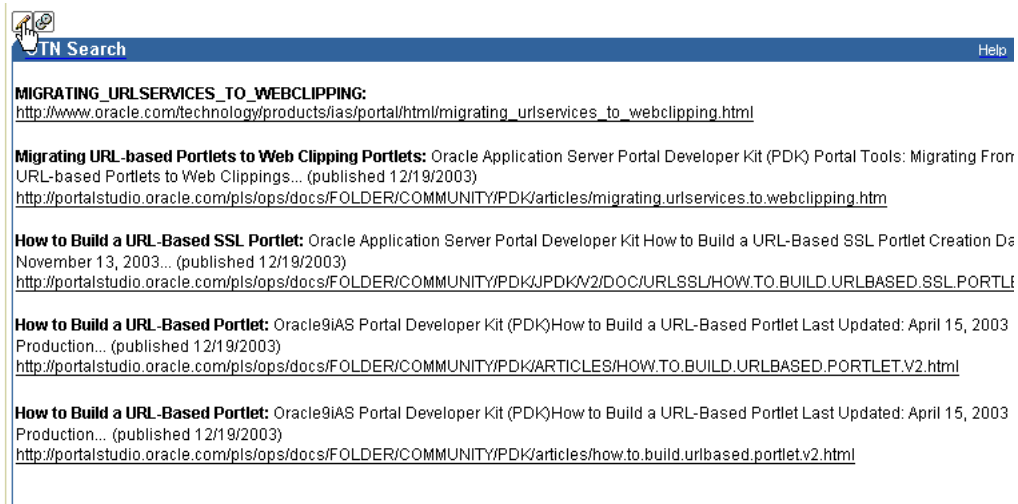 OTN Search
Help
MIGRATING_URLSERVICES_TO_WEBCLIPPING:
http://www.oracle.com/technology/products/ias/portal/html/migrating_urlservices_to_webclipping.html
Migrating URL-based Portlets to Web Clipping Portlets: Oracle Application Server Portal Developer Kit (PDK) Portal Tools: Migrating From
URL-based Portlets to Web Clippings... (published 12/19/2003)
http://portalstudio.oracle.com/pls/ops/docs/FOLDER/COMMUNITY/PDK/articles/migrating.urlservices.to.webclipping.htm
How to Build a URL-Based SSL Portlet: Oracle Application Server Portal Developer Kit How to Build a URL-Based SSL Portlet Creation Da
November 13, 2003... (published 12/19/2003)
http://portalstudio.oracle.com/pls/ops/docs/FOLDER/COMMUNITY/PDK/JPDK/V2/DOC/URLSSL/HOW.TO.BUILD.URLBASED.SSL.PORTLE
How to Build a URL-Based Portlet: Oracle9iAS Portal Developer Kit (PDK)How to Build a URL-Based Portlet Last Updated: April 15, 2003
Production... (published 12/19/2003)
http://portalstudio.oracle.com/pls/ops/docs/FOLDER/COMMUNITY/PDK/ARTICLES/HOW.TO.BUILD.URLBASED.PORTLET.V2.html
How to Build a URL-Based Portlet: Oracle9iAS Portal Developer Kit (PDK)How to Build a URL-Based Portlet Last Updated: April 15, 2003
Production... (published 12/19/2003)
http://portalstudio.oracle.com/pls/ops/docs/FOLDER/COMMUNITY/PDK/articles/how.to.build.urlbased.portlet.v2.html